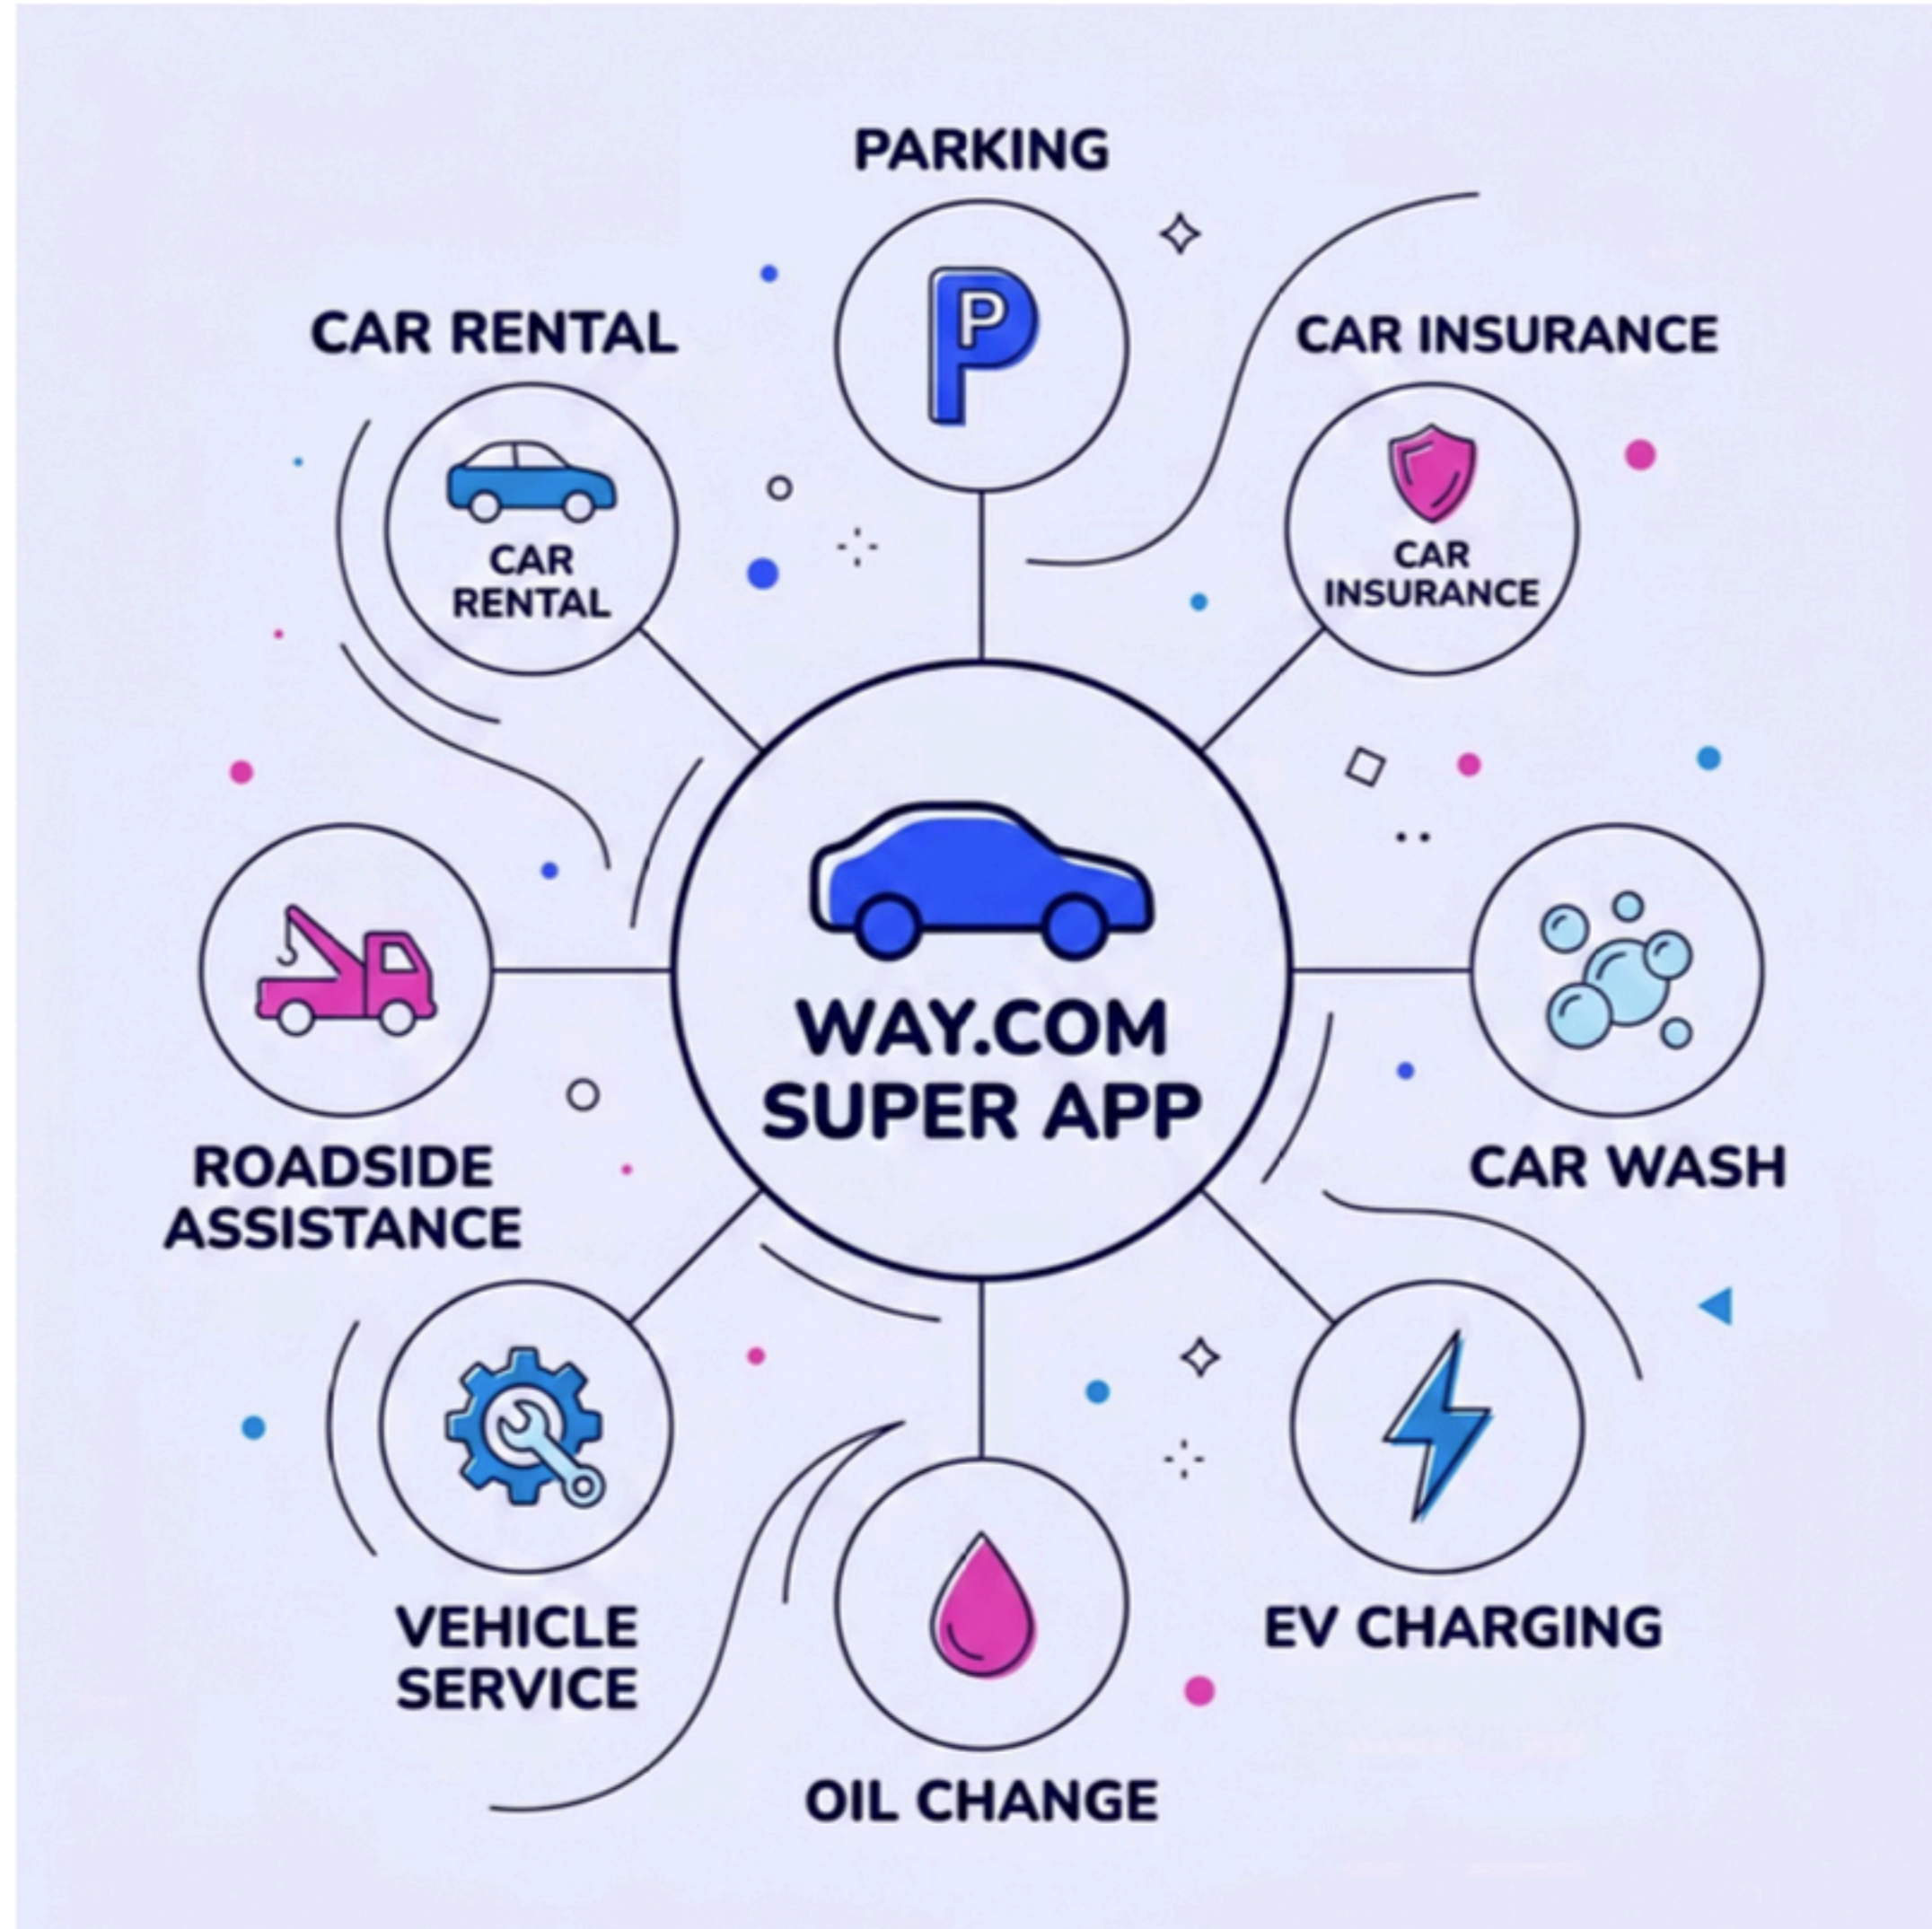 PARKING
P
CAR RENTAL
CAR
RENTAL
CAR INSURANCE
CAR
INSURANCE
WAY.COM
SUPER APP
ROADSIDE
ASSISTANCE
CAR WASH
VEHICLE
SERVICE
EV CHARGING
OIL CHANGE